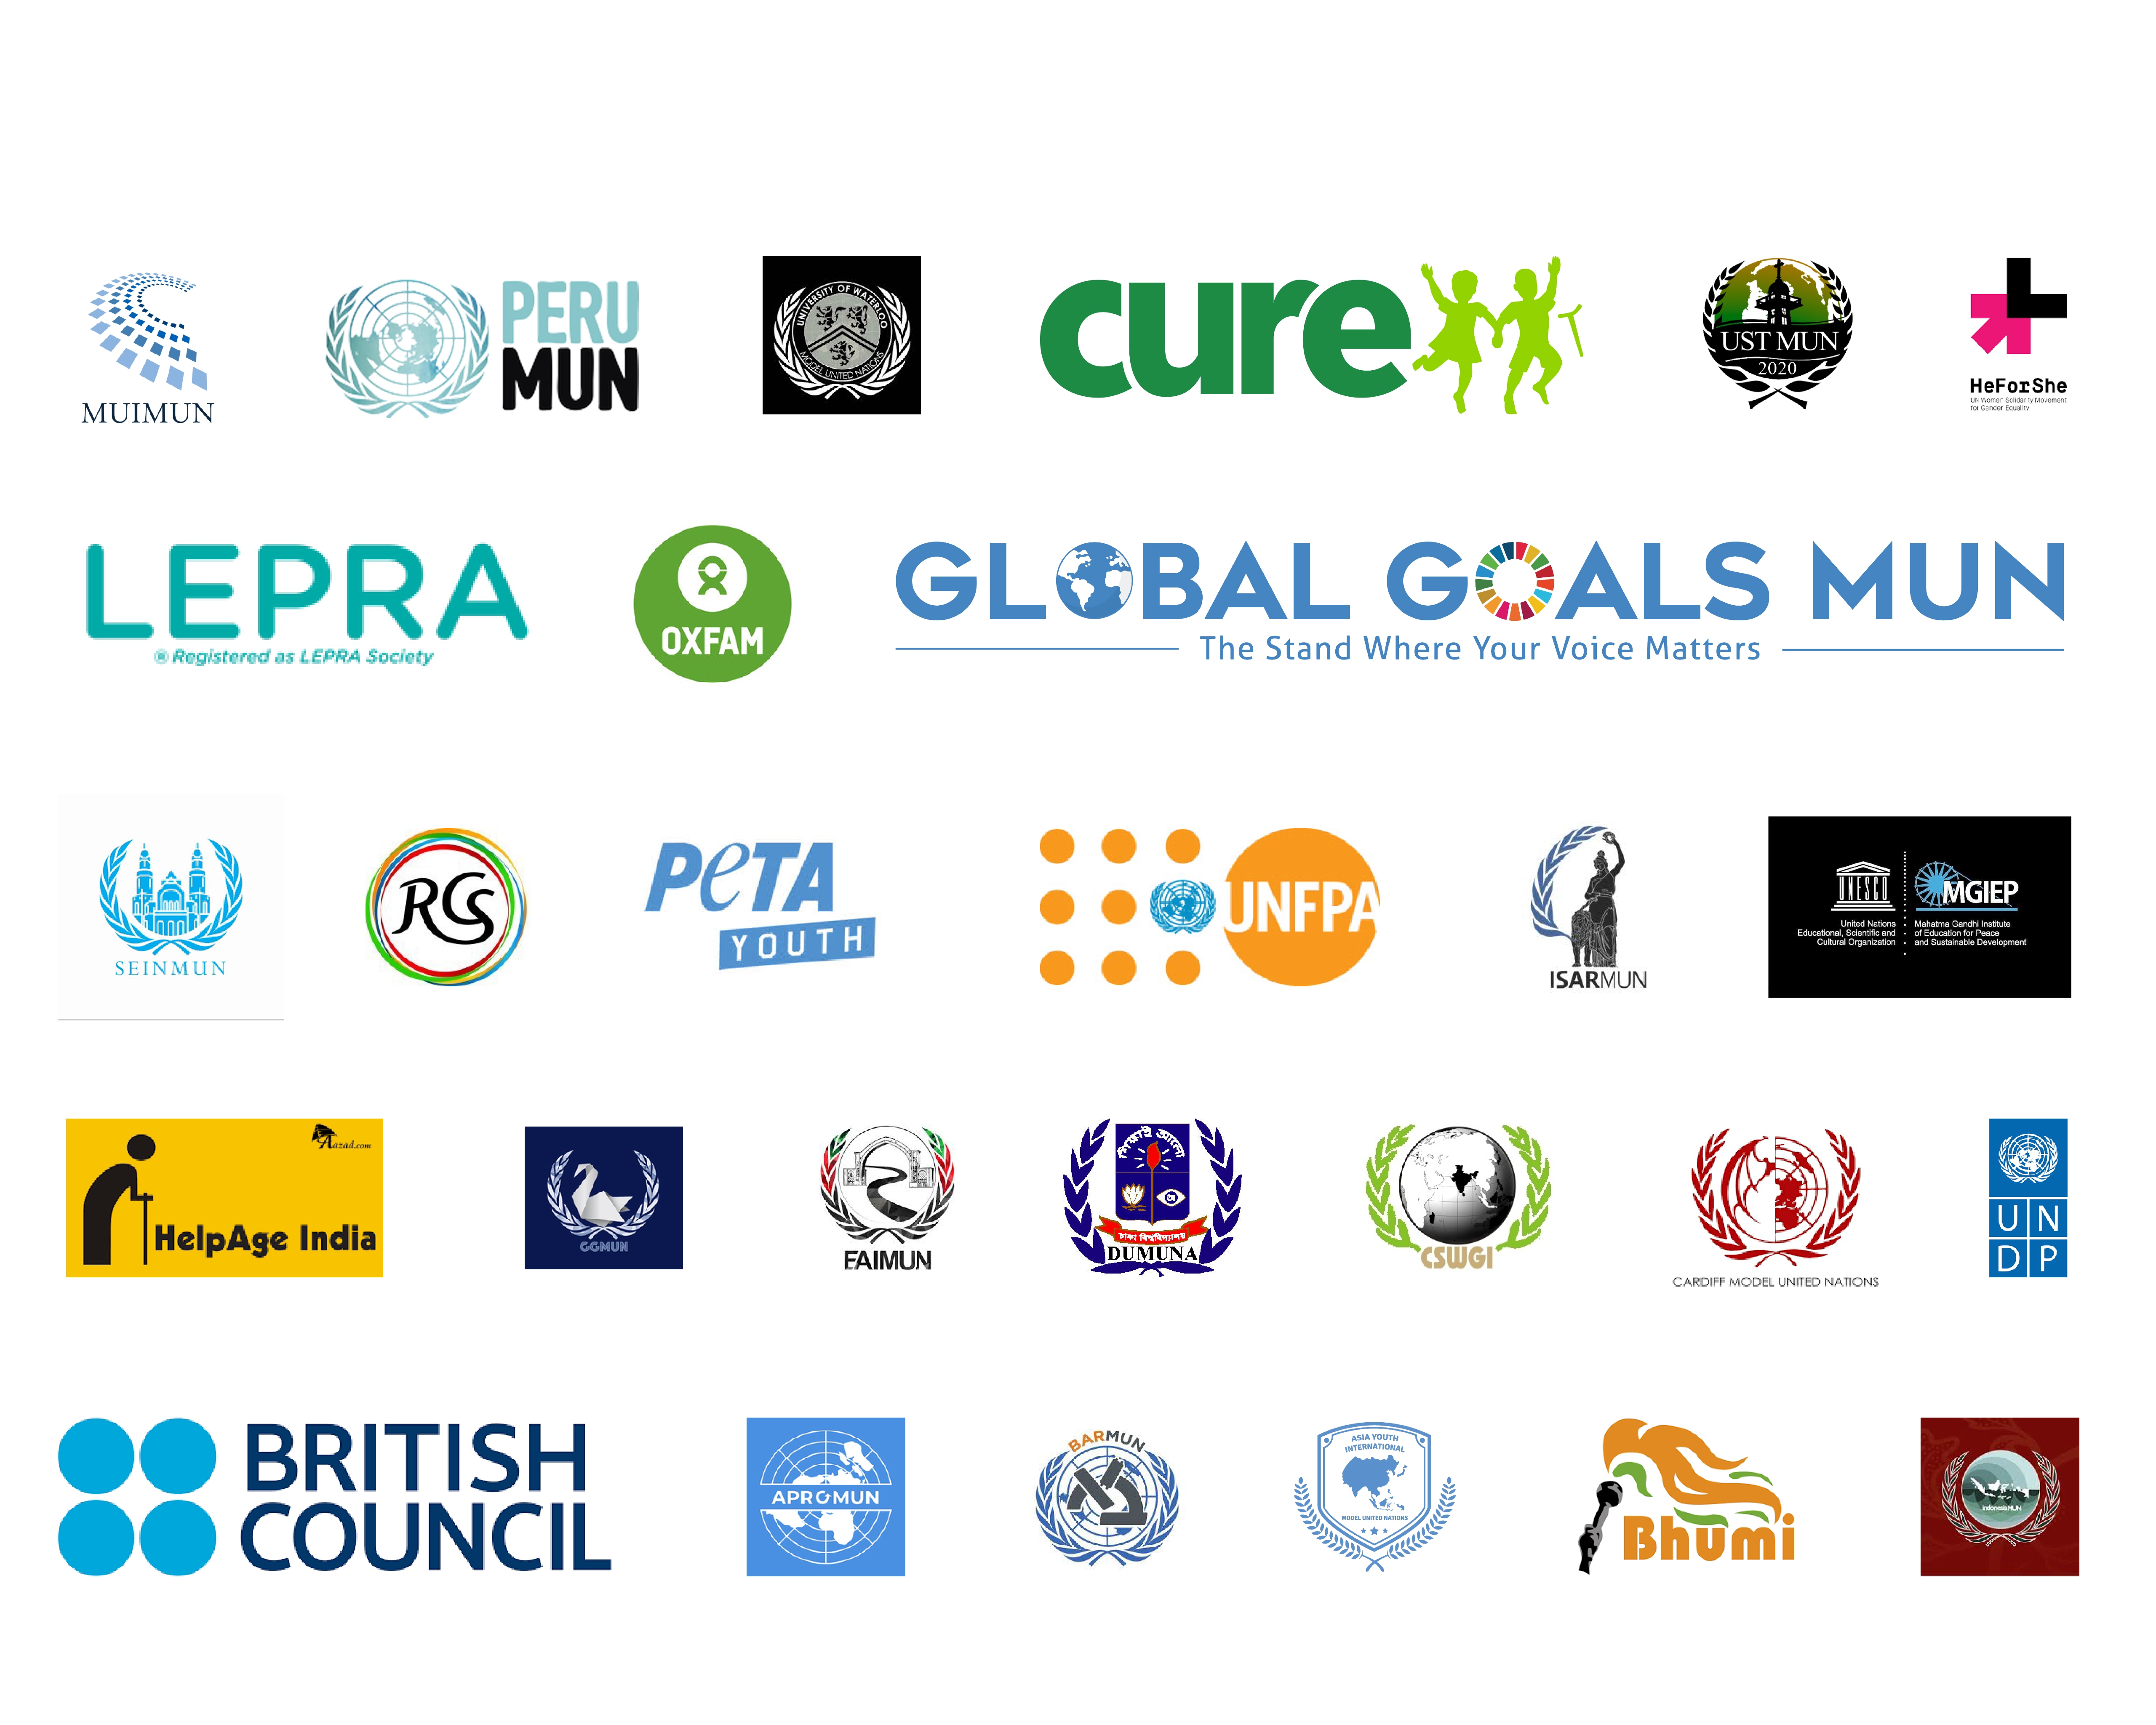 MUIMUN
PERU
MUN
UNIVERSITY OF WATERLOO
MODEL UNITED NATIONS
cure
UST MUN
2020
HeForShe
UN Women Solidarity Movement
for Gender Equality
LEPRA
® Registered as LEPRA Society
OXFAM
GLOBAL GOALS MUN
The Stand Where Your Voice Matters
SEINMUN
RCS
PeTA
YOUTH
UNFPA
ISARMUN
UNESCO
MGIEP
United Nations
Educational, Scientific and
Cultural Organization
Mahatma Gandhi Institute
of Education for Peace
and Sustainable Development
Aazad.com
HelpAge India
GGMUN
FAIMUN
শিক্ষাই আলো
ঢাকা বিশ্ববিদ্যালয়
DUMUNA
CSWGI
CARDIFF MODEL UNITED NATIONS
UN
DP
BRITISH
COUNCIL
APRGMUN
BARMUN
ASIA YOUTH
INTERNATIONAL
MODEL UNITED NATIONS
Bhumi
IndonesiaMUN